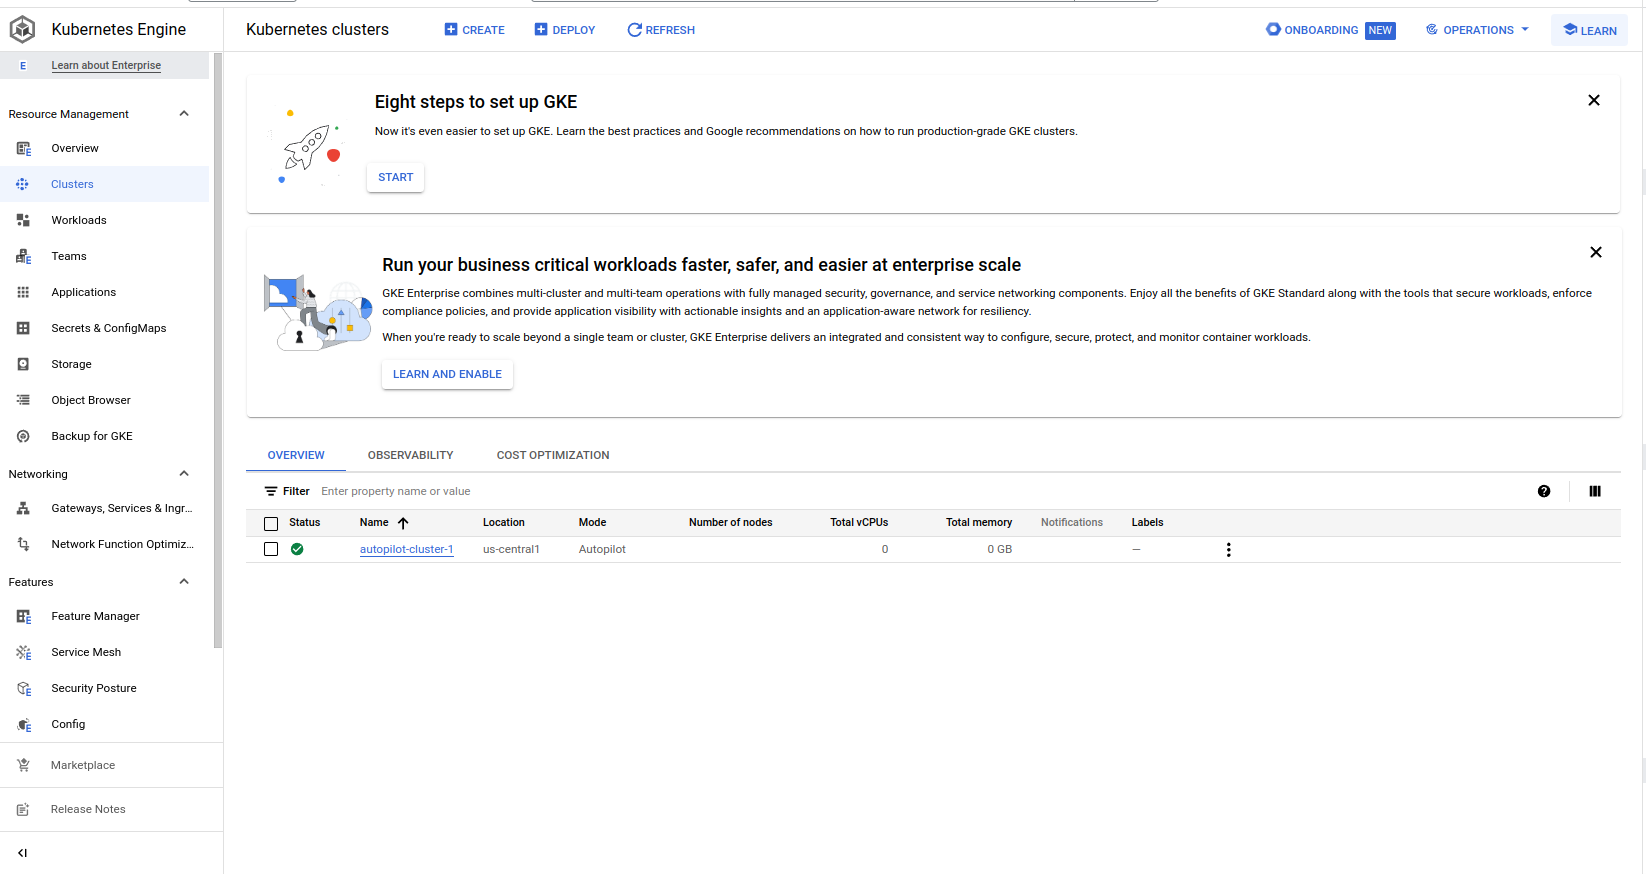 Kubernetes Engine
Kubernetes clusters
CREATE
DEPLOY
REFRESH
ONBOARDING NEW
OPERATIONS
LEARN
E Learn about Enterprise
Resource Management
Overview
Clusters
Workloads
Teams
Applications
Secrets & ConfigMaps
Storage
Object Browser
Backup for GKE
Networking
Gateways, Services & Ingr...
Network Function Optimiz...
Features
Feature Manager
Service Mesh
Security Posture
Config
Marketplace
Release Notes
Eight steps to set up GKE
Now it's even easier to set up GKE. Learn the best practices and Google recommendations on how to run production-grade GKE clusters.
START
Run your business critical workloads faster, safer, and easier at enterprise scale
GKE Enterprise combines multi-cluster and multi-team operations with fully managed security, governance, and service networking components. Enjoy all the benefits of GKE Standard along with the tools that secure workloads, enforce
compliance policies, and provide application visibility with actionable insights and an application-aware network for resiliency.
When you're ready to scale beyond a single team or cluster, GKE Enterprise delivers an integrated and consistent way to configure, secure, protect, and monitor container workloads.
LEARN AND ENABLE
OVERVIEW
OBSERVABILITY
COST OPTIMIZATION
Filter Enter property name or value
Status Name Location Mode Number of nodes Total vCPUs Total memory Notifications Labels
autopilot-cluster-1 us-central1 Autopilot 0 0 GB —